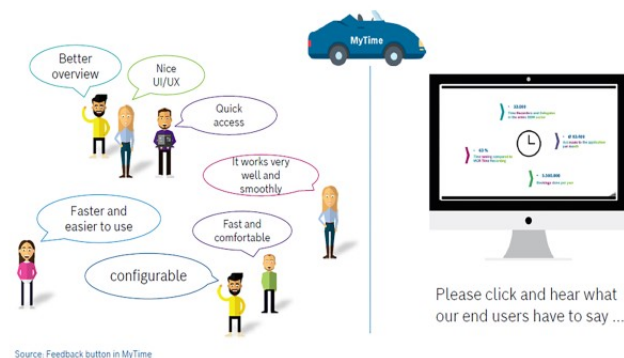 MyTime
Better
overview
Nice
UI/UX
Quick
access
It works very
well and
smoothly
Faster and
easier to use
Fast and
comfortable
configurable
Please click and hear what
our end users have to say ...
Source: Feedback button in MyTime